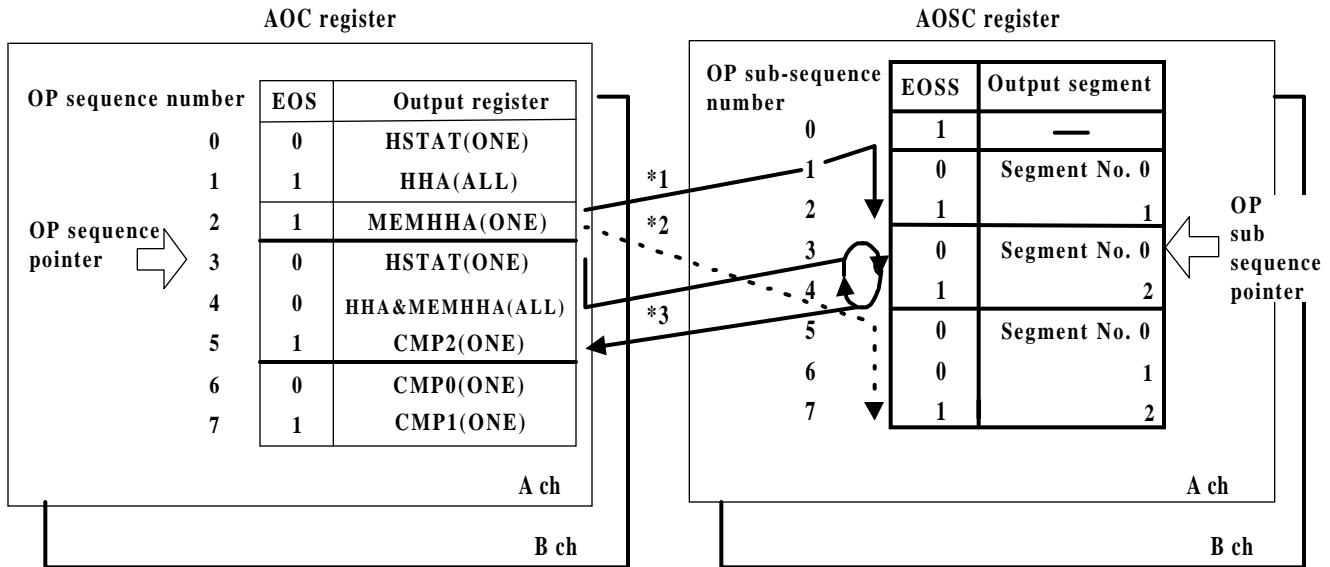 AOC register
OP sequence number EOS Output register
0 0 HSTAT(ONE)
1 1 HHA(ALL)
2 1 MEMHHA(ONE)
3 0 HSTAT(ONE)
4 0 HHA&MEMHHA(ALL)
5 1 CMP2(ONE)
6 0 CMP0(ONE)
7 1 CMP1(ONE)
OP sequence
pointer
A ch
B ch
*1
*2
*3
AOSC register
OP sub-sequence
number
EOSS Output segment
0 1 —
1 0 Segment No. 0
2 1 1
3 0 Segment No. 0
4 1 2
5 0 Segment No. 0
6 0 1
7 1 2
OP
sub
sequence
pointer
A ch
B ch